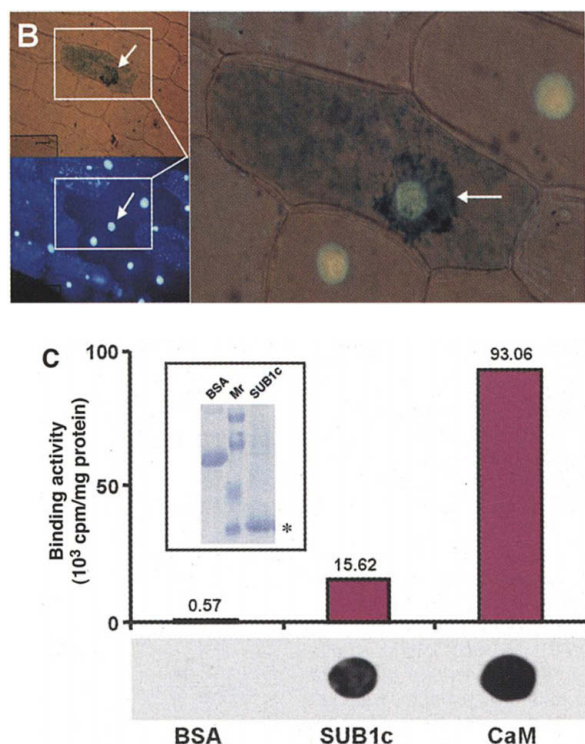 B
C
100
50
0
Binding activity
(10³ cpm/mg protein)
BSA Mr SUB1c
*
0.57
15.62
93.06
BSA SUB1c CaM